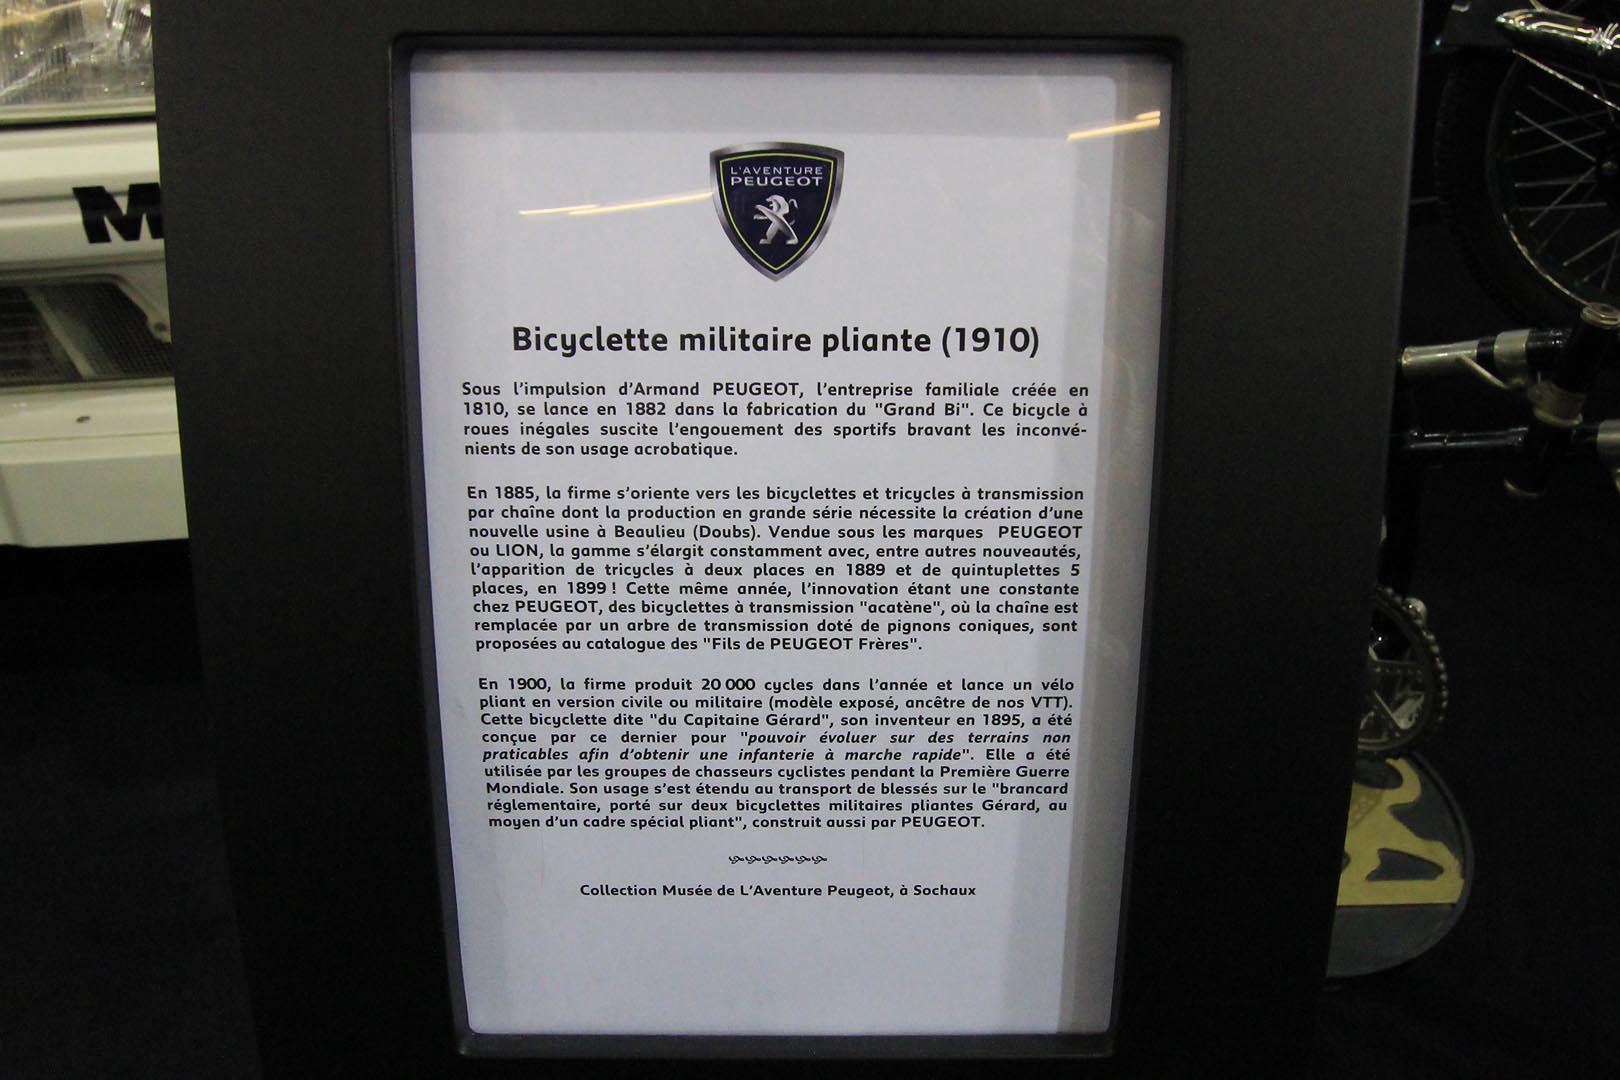 M
L'AVENTURE
PEUGEOT
Bicyclette militaire pliante (1910)
Sous l'impulsion d'Armand PEUGEOT, l'entreprise familiale créée en
1810, se lance en 1882 dans la fabrication du "Grand Bi". Ce bicycle à
roues inégales suscite l'engouement des sportifs bravant les inconvé-
nients de son usage acrobatique.
En 1885, la firme s'oriente vers les bicyclettes et tricycles à transmission
par chaîne dont la production en grande série nécessite la création d'une
nouvelle usine à Beaulieu (Doubs). Vendue sous les marques PEUGEOT
ou LION, la gamme s'élargit constamment avec, entre autres nouveautés,
l'apparition de tricycles à deux places en 1889 et de quintuplettes 5
places, en 1899 ! Cette même année, l'innovation étant une constante
chez PEUGEOT, des bicyclettes à transmission "acatène", où la chaîne est
remplacée par un arbre de transmission doté de pignons coniques, sont
proposées au catalogue des "Fils de PEUGEOT Frères".
En 1900, la firme produit 20 000 cycles dans l'année et lance un vélo
pliant en version civile ou militaire (modèle exposé, ancêtre de nos VTT).
Cette bicyclette dite "du Capitaine Gérard", son inventeur en 1895, a été
conçue par ce dernier pour "pouvoir évoluer sur des terrains non
praticables afin d'obtenir une infanterie à marche rapide". Elle a été
utilisée par les groupes de chasseurs cyclistes pendant la Première Guerre
Mondiale. Son usage s'est étendu au transport de blessés sur le "brancard
réglementaire, porté sur deux bicyclettes militaires pliantes Gérard, au
moyen d'un cadre spécial pliant", construit aussi par PEUGEOT.
Collection Musée de L'Aventure Peugeot, à Sochaux